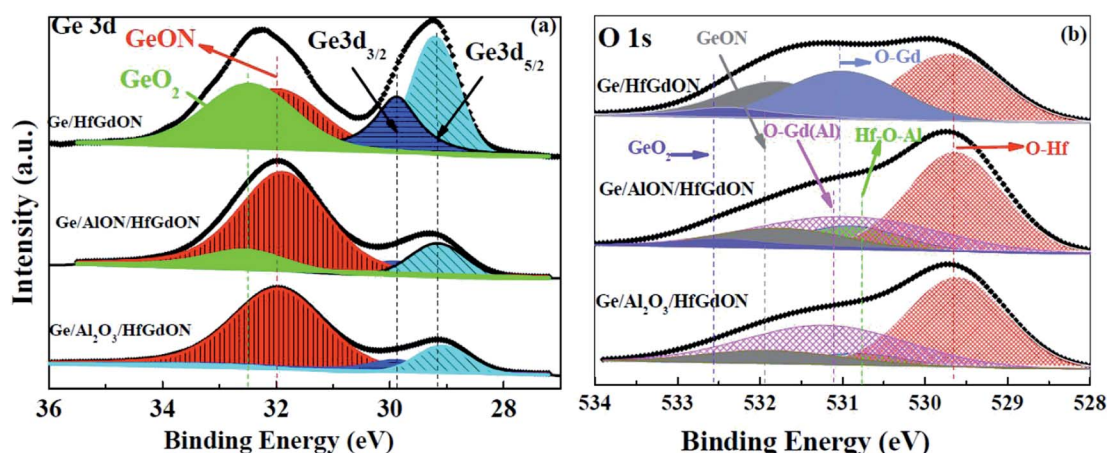 Ge 3d
(a)
GeON
Ge3d3/2
Ge3d5/2
GeO2
Ge/HfGdON
Ge/AlON/HfGdON
Ge/Al2O3/HfGdON
Intensity (a.u.)
36 34 32 30 28
Binding Energy (eV)
O 1s
(b)
GeON
O-Gd
Ge/HfGdON
O-Gd(Al)
Hf-O-Al
GeO2
O-Hf
Ge/AlON/HfGdON
Ge/Al2O3/HfGdON
534 533 532 531 530 529 528
Binding Energy (eV)